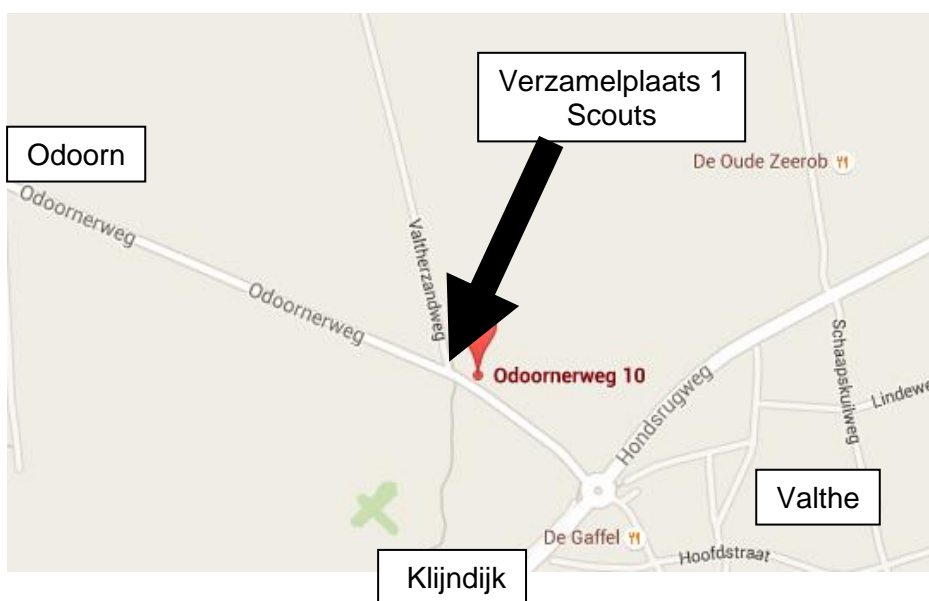 Verzamelplaats 1
Scouts
Odoorn
De Oude Zeerob
Odoornerweg
Valtherzandweg
Odoornerweg
Odoornerweg 10
Hondsrugweg
Schaapskuilweg
Lindewe
Valthe
De Gaffel
Hoofdstraat
Klijndijk